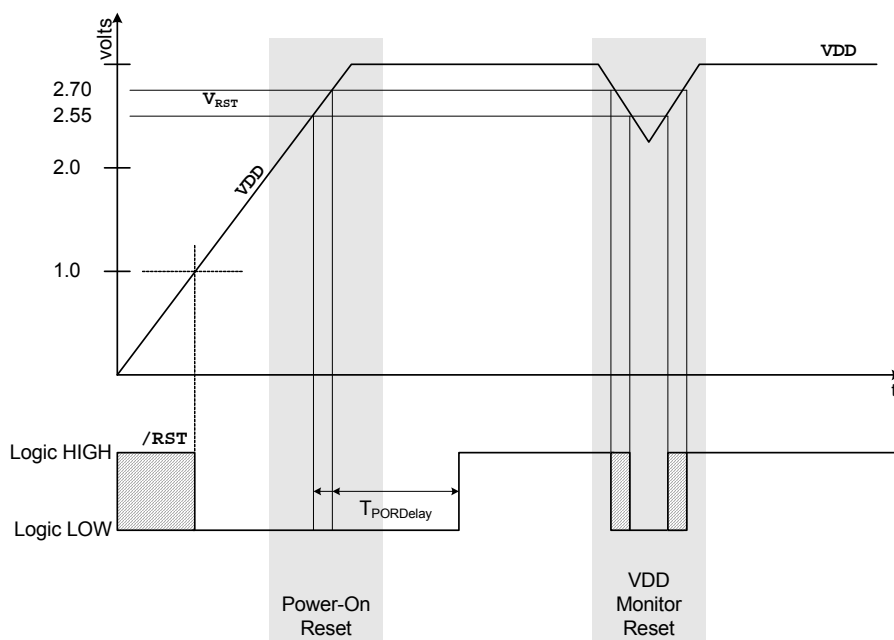 volts
VDD
2.70
V_RST
2.55
2.0
VDD
1.0
t
/RST
Logic HIGH
T_PORDelay
Logic LOW
Power-On
Reset
VDD
Monitor
Reset